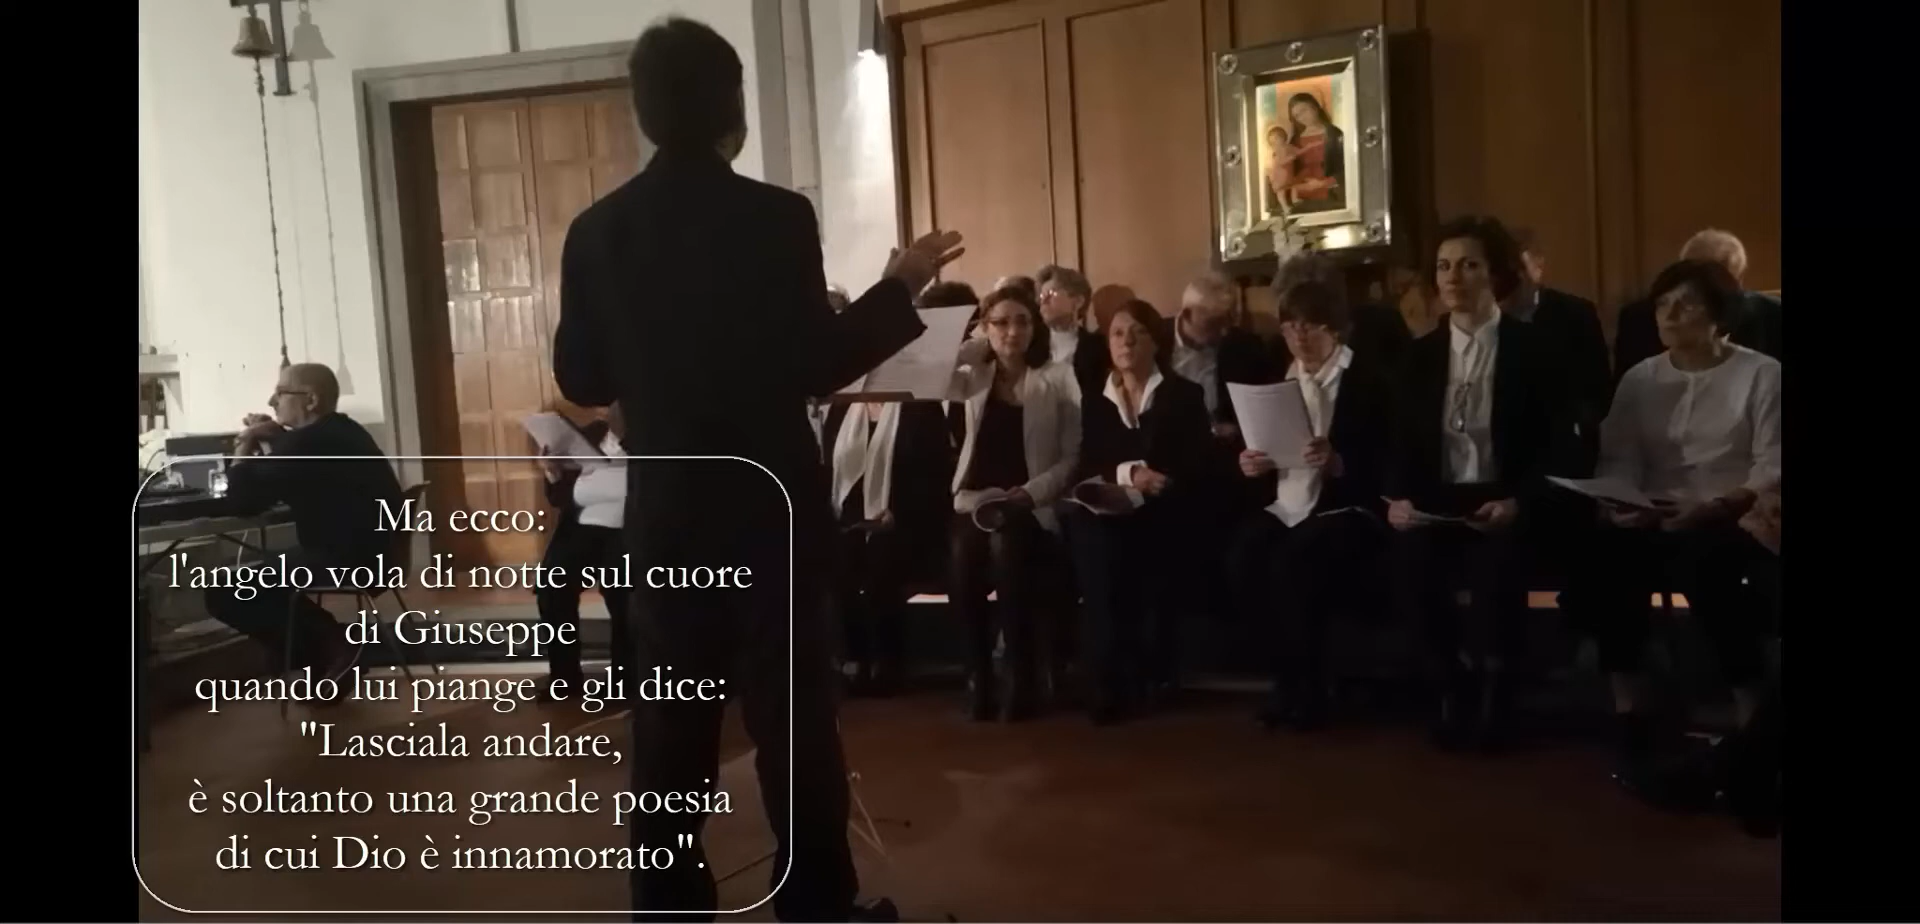 Ma ecco:
l'angelo vola di notte sul cuore
di Giuseppe
quando lui piange e gli dice:
"Lasciala andare,
è soltanto una grande poesia
di cui Dio è innamorato".